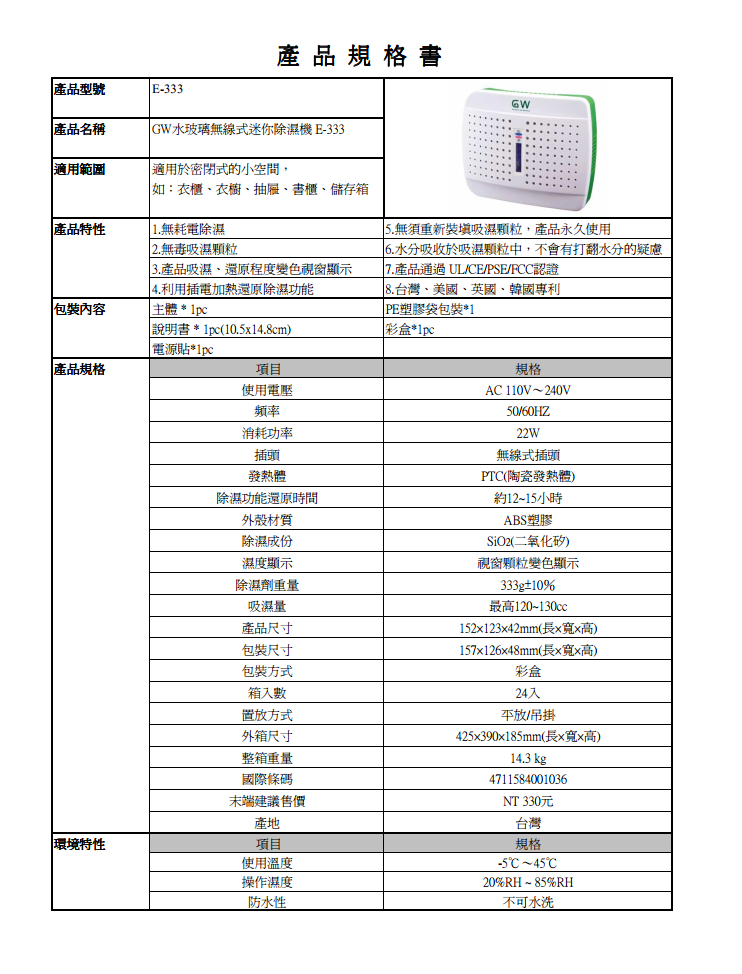 產品規格書
產品型號 E-333
GW
產品名稱 GW水玻璃無線式迷你除濕機 E-333
適用範圍 適用於密閉式的小空間，
如：衣櫃、衣櫥、抽屜、書櫃、儲存箱
產品特性 1.無耗電除濕 5.無須重新裝填吸濕顆粒，產品永久使用
2.無毒吸濕顆粒 6.水分吸收於吸濕顆粒中，不會有打翻水分的疑慮
3.產品吸濕、還原程度變色視窗顯示 7.產品通過 UL/CE/PSE/FCC認證
4.利用插電加熱還原除濕功能 8.台灣、美國、英國、韓國專利
包裝內容 主體 * 1pc PE塑膠袋包裝*1
說明書 * 1pc(10.5x14.8cm) 彩盒*1pc
電源貼*1pc
產品規格 項目 規格
使用電壓 AC 110V～240V
頻率 50/60HZ
消耗功率 22W
插頭 無線式插頭
發熱體 PTC(陶瓷發熱體)
除濕功能還原時間 約12~15小時
外殼材質 ABS塑膠
除濕成份 SiO2(二氧化矽)
濕度顯示 視窗顆粒變色顯示
除濕劑重量 333g±10%
吸濕量 最高120~130cc
產品尺寸 152×123×42mm(長×寬×高)
包裝尺寸 157×126×48mm(長×寬×高)
包裝方式 彩盒
箱入數 24入
置放方式 平放/吊掛
外箱尺寸 425×390×185mm(長×寬×高)
整箱重量 14.3 kg
國際條碼 4711584001036
末端建議售價 NT 330元
產地 台灣
環境特性 項目 規格
使用溫度 -5℃～45℃
操作濕度 20%RH ~ 85%RH
防水性 不可水洗